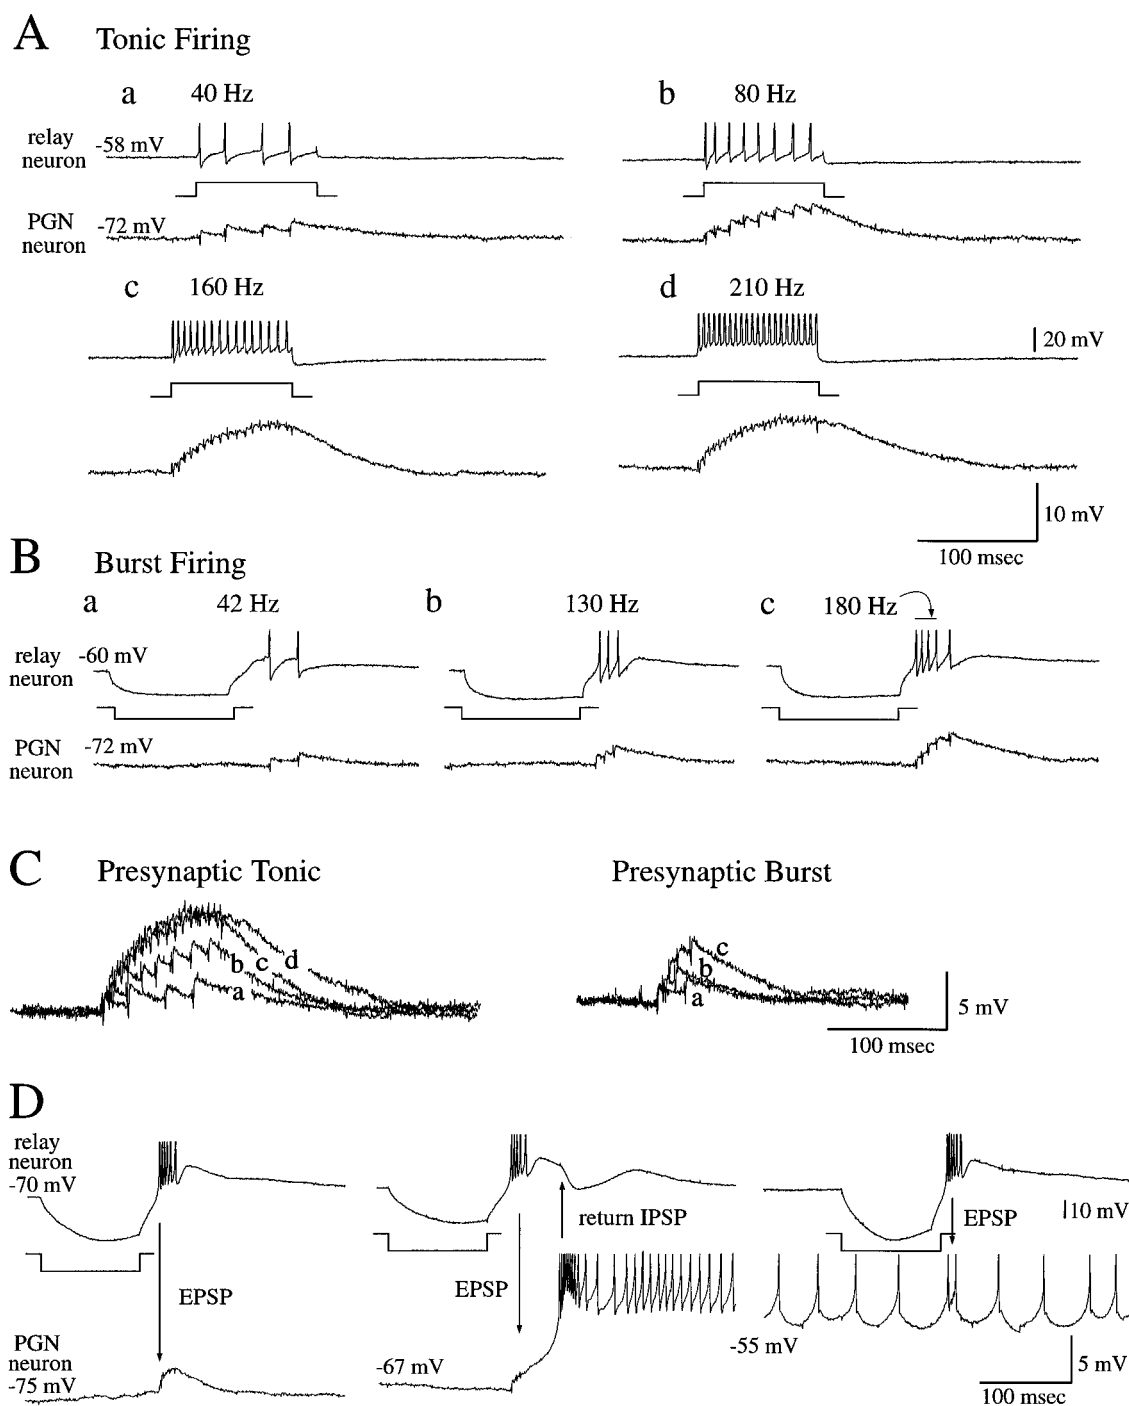 A Tonic Firing
a 40 Hz
b 80 Hz
relay
neuron
-58 mV
PGN
neuron
-72 mV
c 160 Hz
d 210 Hz
20 mV
10 mV
100 msec
B Burst Firing
a 42 Hz
b 130 Hz
c 180 Hz
relay
neuron
-60 mV
PGN
neuron
-72 mV
C Presynaptic Tonic
Presynaptic Burst
b c d
a
c
b
a
5 mV
100 msec
D
relay
neuron
-70 mV
EPSP
PGN
neuron
-75 mV
return IPSP
EPSP
-67 mV
10 mV
EPSP
-55 mV
5 mV
100 msec